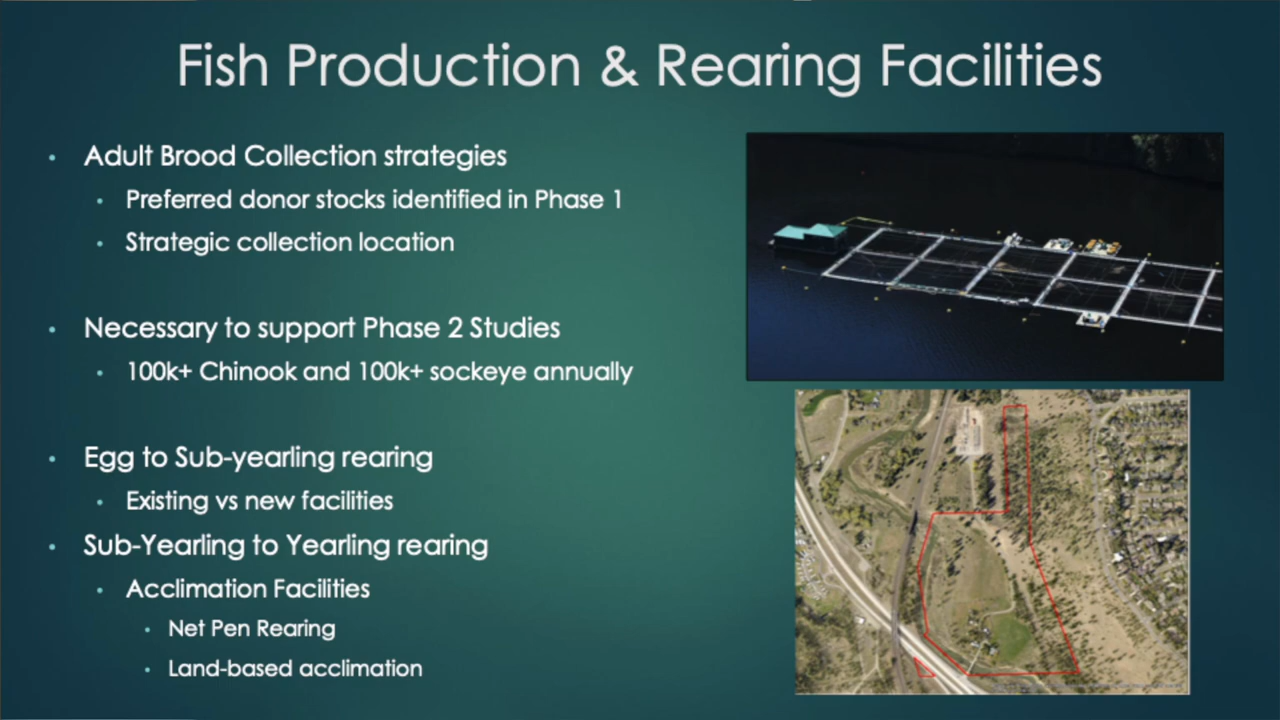 Fish Production & Rearing Facilities
Adult Brood Collection strategies
Preferred donor stocks identified in Phase 1
Strategic collection location
Necessary to support Phase 2 Studies
100k+ Chinook and 100k+ sockeye annually
Egg to Sub-yearling rearing
Existing vs new facilities
Sub-Yearling to Yearling rearing
Acclimation Facilities
Net Pen Rearing
Land-based acclimation